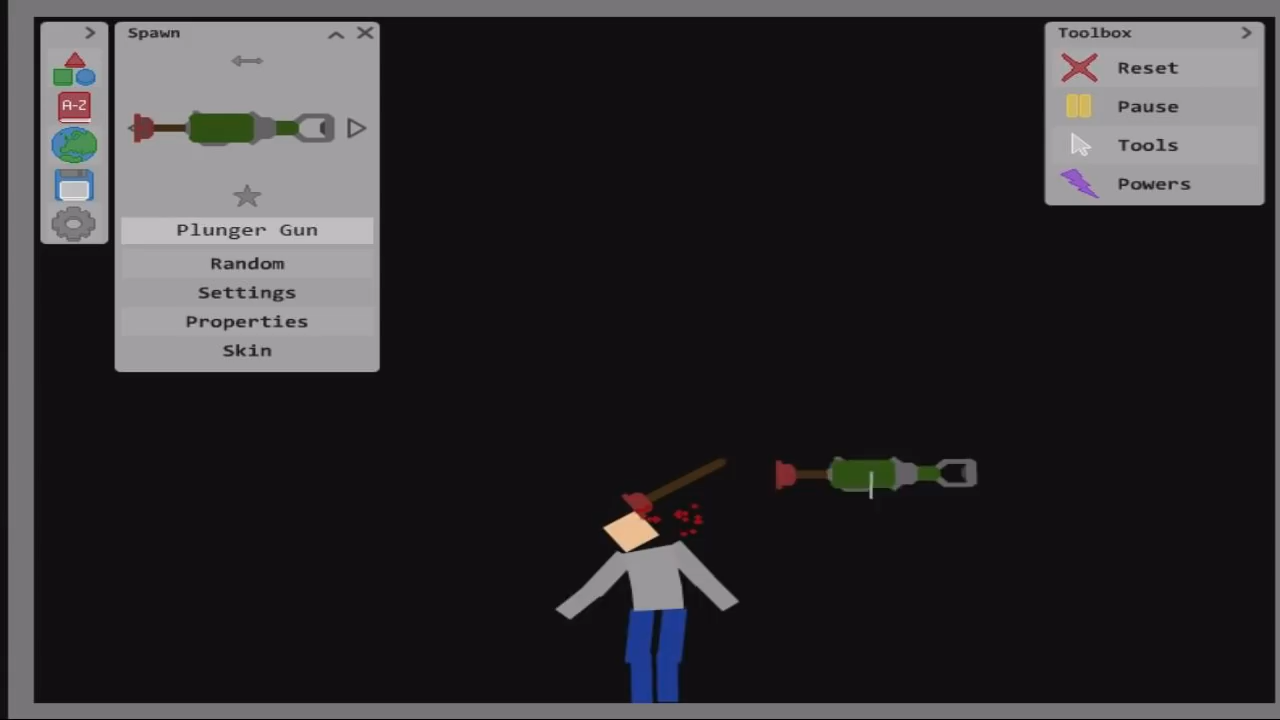 Spawn
A-Z
Plunger Gun
Random
Settings
Properties
Skin
Toolbox
Reset
Pause
Tools
Powers